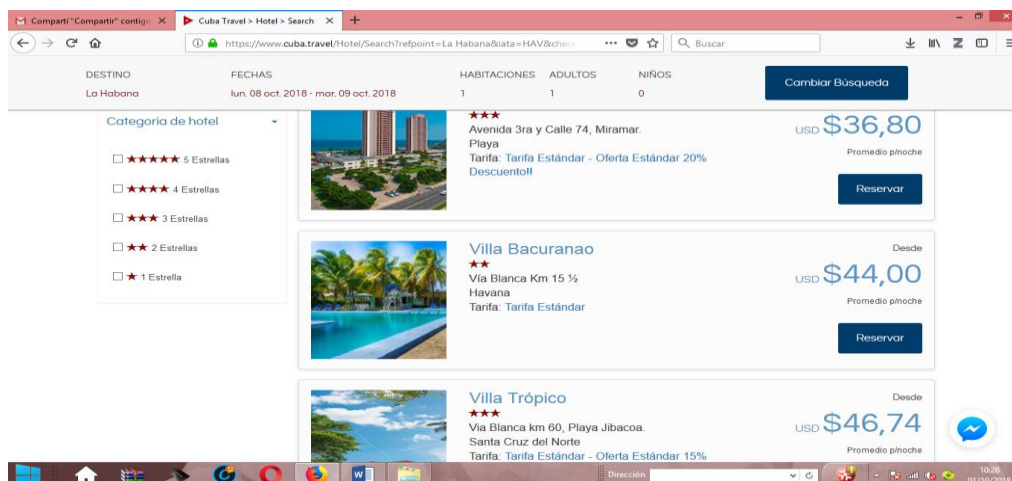 Compartí "Compartir" contigo
Cuba Travel > Hotel > Search
https://www.cuba.travel/Hotel/Search?refpoint=La Habana&iata=HAV&chec
Buscar
DESTINO FECHAS HABITACIONES ADULTOS NIÑOS
La Habana lun. 08 oct. 2018 - mar. 09 oct. 2018 1 1 0
Cambiar Búsqueda
Categoría de hotel
5 Estrellas
4 Estrellas
3 Estrellas
2 Estrellas
1 Estrella
Avenida 3ra y Calle 74, Miramar.
Playa
Tarifa: Tarifa Estándar - Oferta Estándar 20%
Descuento!!
USD $36,80
Promedio p/noche
Reservar
Villa Bacuranao
Vía Blanca Km 15 ½
Havana
Tarifa: Tarifa Estándar
Desde
USD $44,00
Promedio p/noche
Reservar
Villa Trópico
Via Blanca km 60, Playa Jibacoa.
Santa Cruz del Norte
Tarifa: Tarifa Estándar - Oferta Estándar 15%
Desde
USD $46,74
Promedio p/noche
Dirección
10:26
01/10/2018